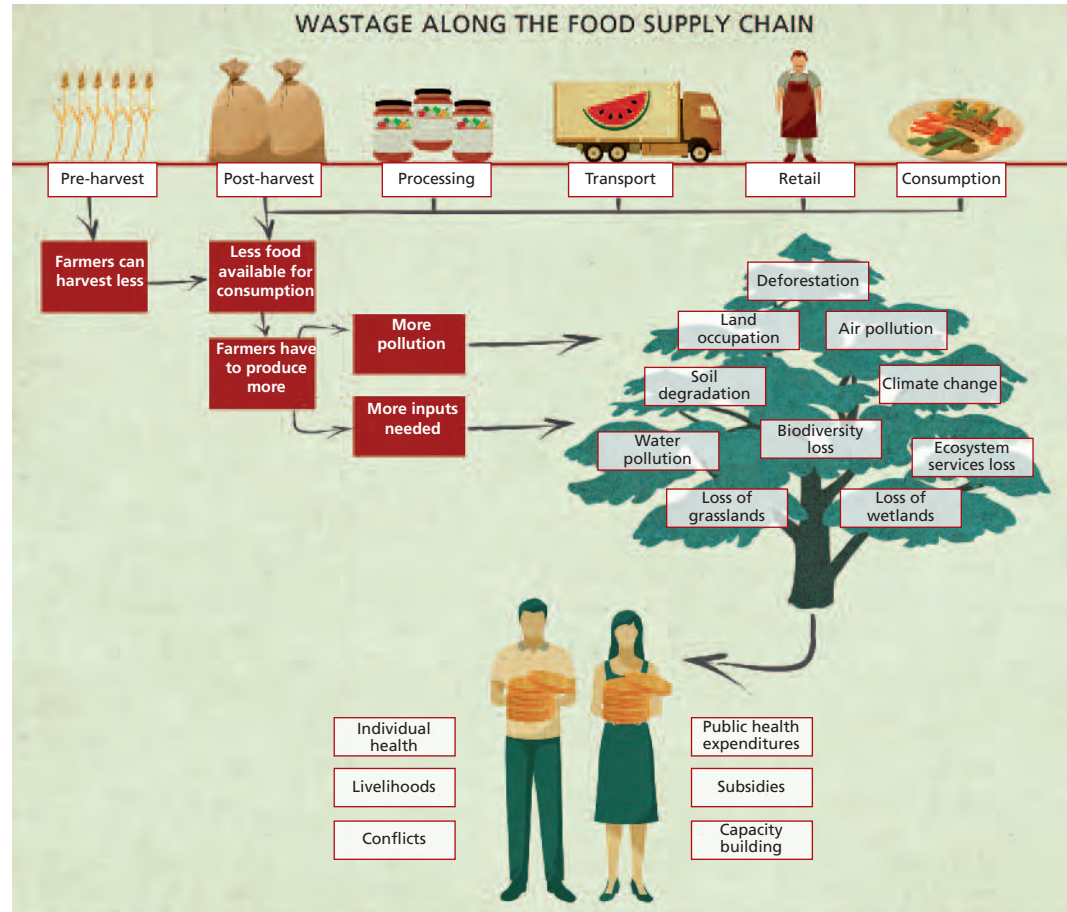 WASTAGE ALONG THE FOOD SUPPLY CHAIN
Pre-harvest
Post-harvest
Processing
Transport
Retail
Consumption
Farmers can
harvest less
Less food
available for
consumption
Farmers have
to produce
more
More
pollution
More inputs
needed
Deforestation
Land
occupation
Air pollution
Soil
degradation
Climate change
Biodiversity
loss
Water
pollution
Ecosystem
services loss
Loss of
grasslands
Loss of
wetlands
Individual
health
Public health
expenditures
Livelihoods
Subsidies
Conflicts
Capacity
building